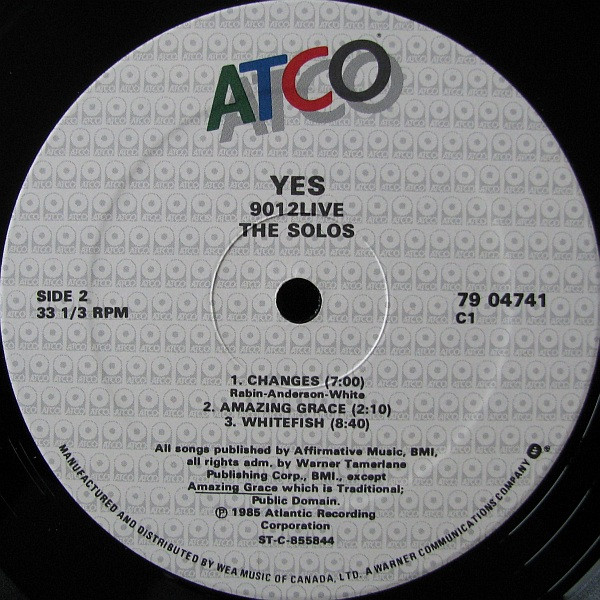 ATCO
YES
9012LIVE
THE SOLOS
SIDE 2
33 1/3 RPM
79 04741
C1
1. CHANGES (7:00)
Rabin-Anderson-White
2. AMAZING GRACE (2:10)
3. WHITEFISH (8:40)
All songs published by Affirmative Music, BMI,
all rights adm. by Warner Tamerlane
Publishing Corp., BMI., except
Amazing Grace which is Traditional;
Public Domain.
℗ 1985 Atlantic Recording
Corporation
ST-C-855844
MANUFACTURED AND DISTRIBUTED BY WEA MUSIC OF CANADA, LTD. A WARNER COMMUNICATIONS COMPANY